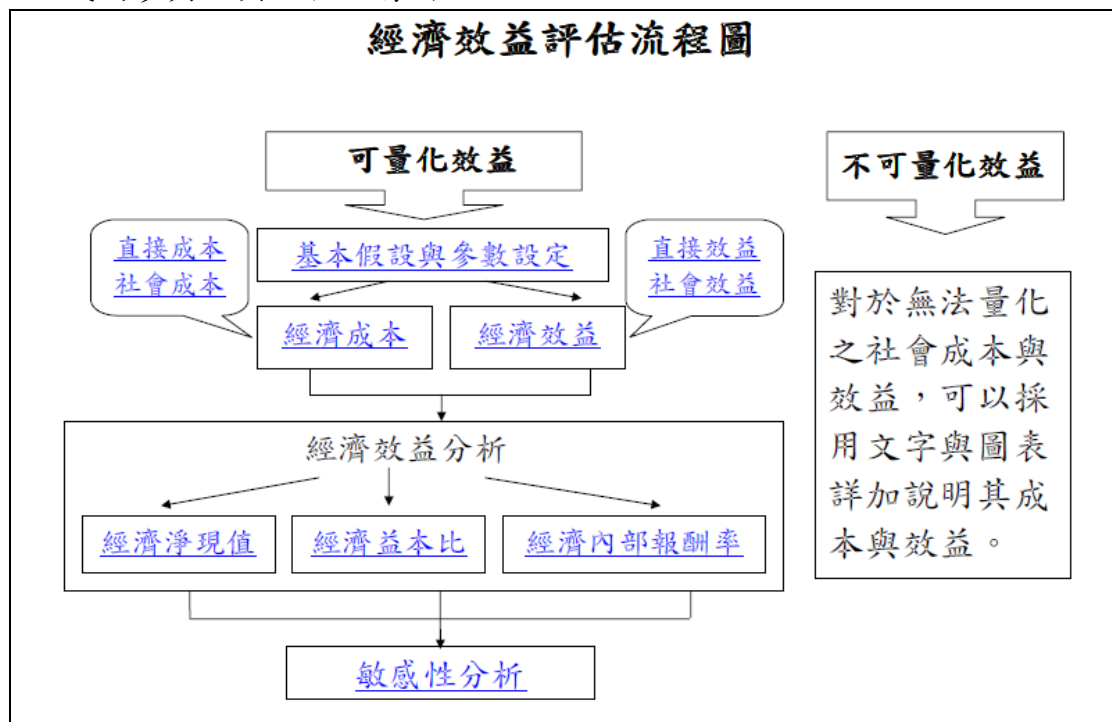 經濟效益評估流程圖
可量化效益
不可量化效益
直接成本
社會成本
基本假設與參數設定
直接效益
社會效益
經濟成本
經濟效益
對於無法量化
之社會成本與
效益，可以採
用文字與圖表
詳加說明其成
本與效益。
經濟效益分析
經濟淨現值
經濟益本比
經濟內部報酬率
敏感性分析